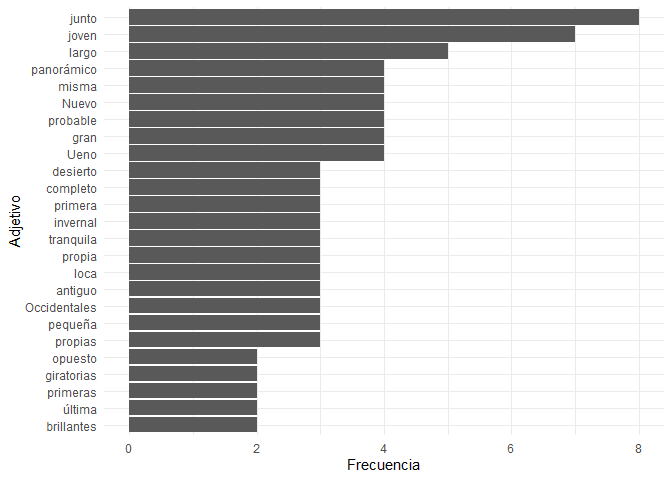 junto
joven
largo
panorámico
misma
Nuevo
probable
gran
Ueno
desierto
completo
primera
invernal
tranquila
propia
loca
antiguo
Occidentales
pequeña
propias
opuesto
giratorias
primeras
última
brillantes
Adjetivo
0 2 4 6 8
Frecuencia